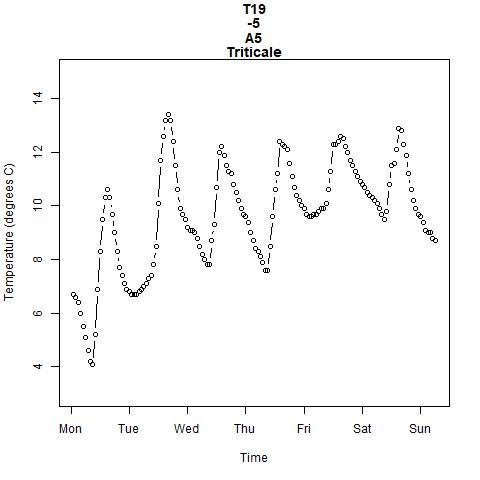 T19
-5
A5
Triticale
Temperature (degrees C)
14
12
10
8
6
4
Mon Tue Wed Thu Fri Sat Sun
Time